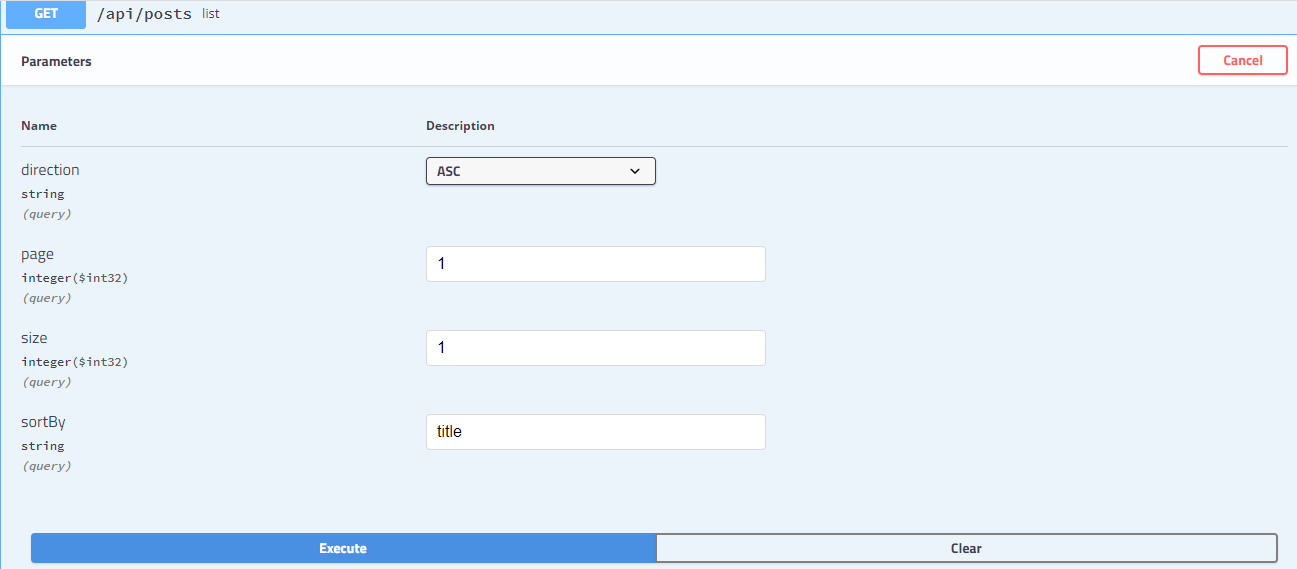 GET /api/posts list
Parameters Cancel
Name Description
direction ASC
string
(query)
page 1
integer($int32)
(query)
size 1
integer($int32)
(query)
sortBy title
string
(query)
Execute Clear